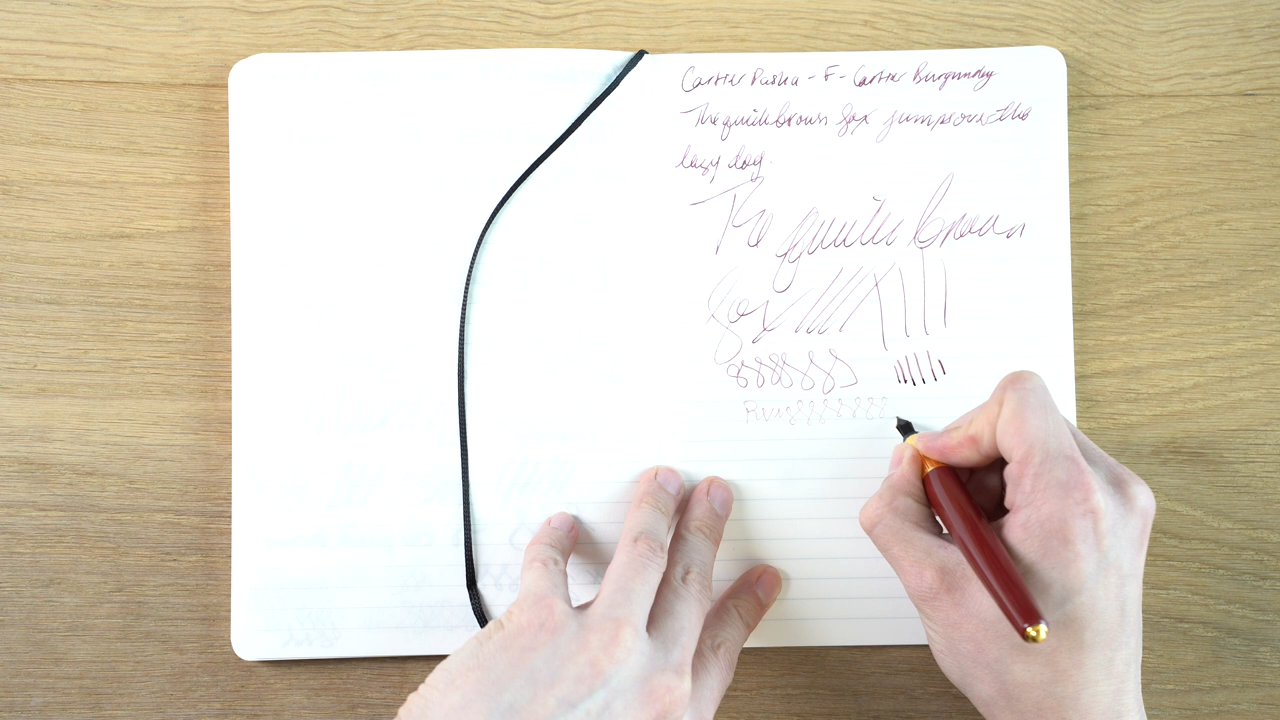 Cartier Pasha - F - Cartier Burgundy
The quick brown fox jumps over the
lazy dog.
The quick brown
fox